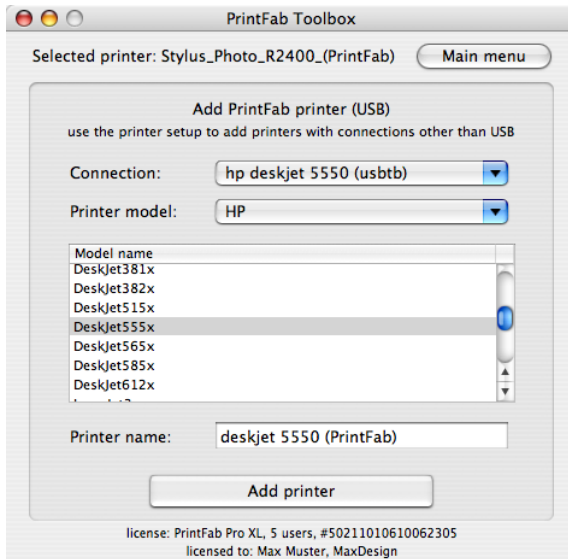 PrintFab Toolbox
Selected printer: Stylus_Photo_R2400_(PrintFab)
Main menu
Add PrintFab printer (USB)
use the printer setup to add printers with connections other than USB
Connection:
hp deskjet 5550 (usbtb)
Printer model:
HP
Model name
DeskJet381x
DeskJet382x
DeskJet515x
DeskJet555x
DeskJet565x
DeskJet585x
DeskJet612x
Printer name:
deskjet 5550 (PrintFab)
Add printer
license: PrintFab Pro XL, 5 users, #50211010610062305
licensed to: Max Muster, MaxDesign